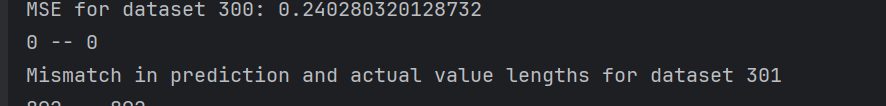 MSE for dataset 300: 0.240280320128732
0 -- 0
Mismatch in prediction and actual value lengths for dataset 301